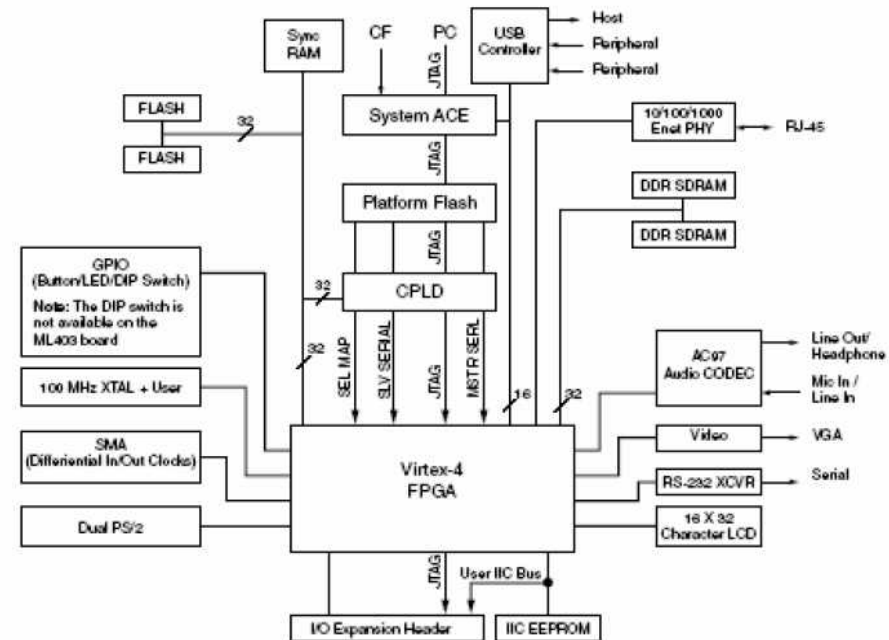 Sync
RAM
CF
PC
USB
Controller
Host
Peripheral
Peripheral
JTAG
FLASH
FLASH
32
System ACE
10/100/1000
Enet PHY
RJ-45
JTAG
Platform Flash
DDR SDRAM
DDR SDRAM
JTAG
GPIO
(Button/LED/DIP Switch)
Note: The DIP switch is
not available on the
ML403 board
32
CPLD
32
SEL MAP
SLV SERIAL
JTAG
MSTR SERL
16
32
AC97
Audio CODEC
Line Out/
Headphone
Mic In /
Line In
100 MHz XTAL + User
SMA
(Differential In/Out Clocks)
Dual PS/2
Virtex-4
FPGA
Video
VGA
RS-232 XCVR
Serial
16 X 32
Character LCD
JTAG
User IIC Bus
I/O Expansion Header
IIC EEPROM